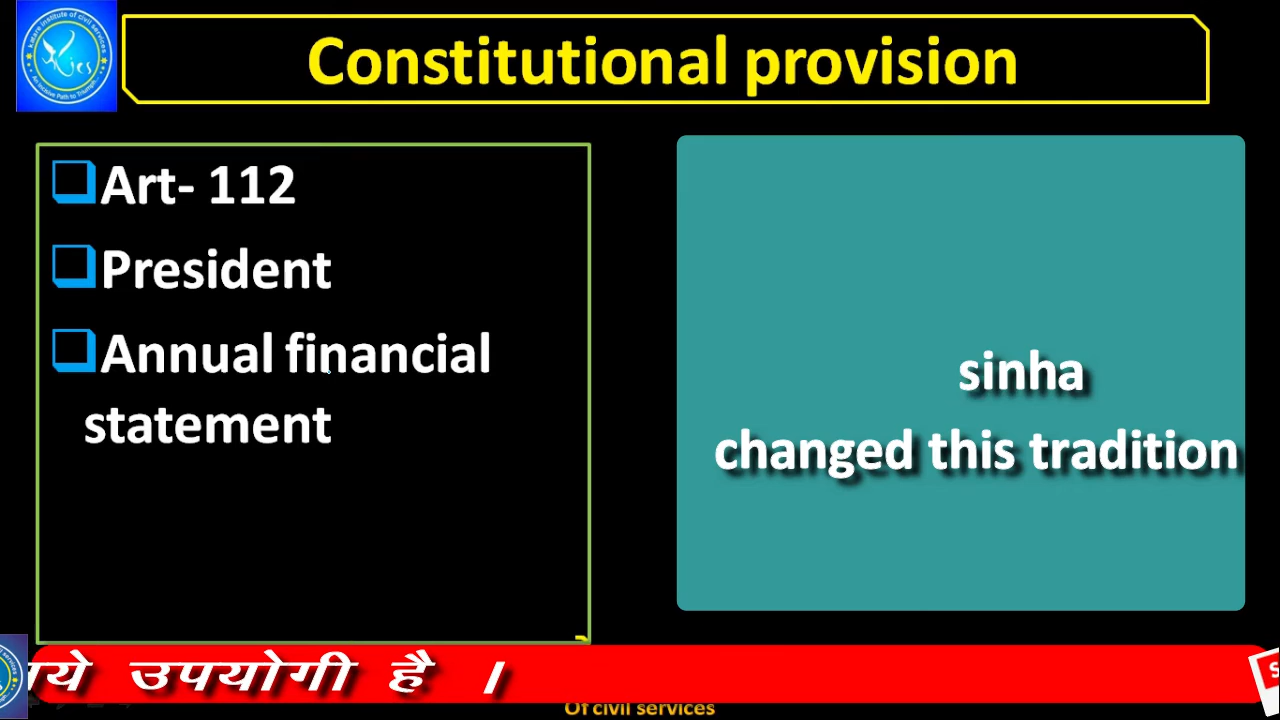 Constitutional provision
Art- 112
President
Annual financial
statement
sinha
changed this tradition
उपयोगी है ।
Of civil services